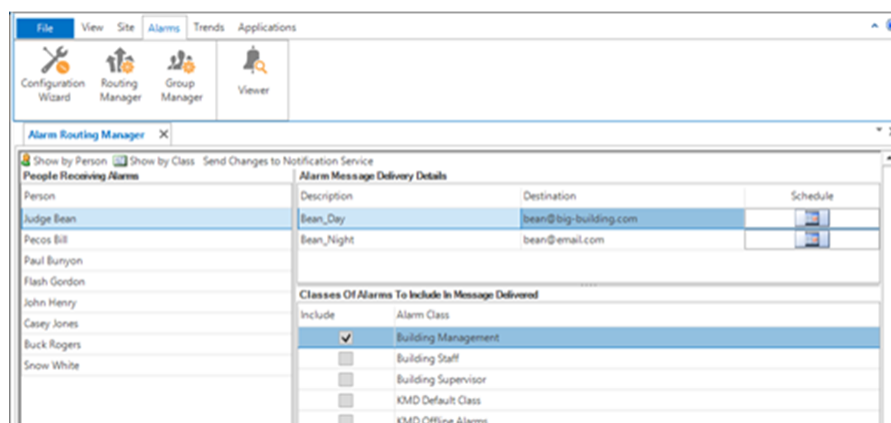 File View Site Alarms Trends Applications
Configuration Wizard
Routing Manager
Group Manager
Viewer
Alarm Routing Manager X
Show by Person Show by Class Send Changes to Notification Service
People Receiving Alarms
Person
Judge Bean
Pecos Bill
Paul Bunyon
Flash Gordon
John Henry
Casey Jones
Buck Rogers
Snow White
Alarm Message Delivery Details
Description Destination Schedule
Bean_Day bean@big-building.com
Bean_Night bean@email.com
Classes Of Alarms To Include In Message Delivered
Include Alarm Class
Building Management
Building Staff
Building Supervisor
KMD Default Class
KMD Offline Alarms